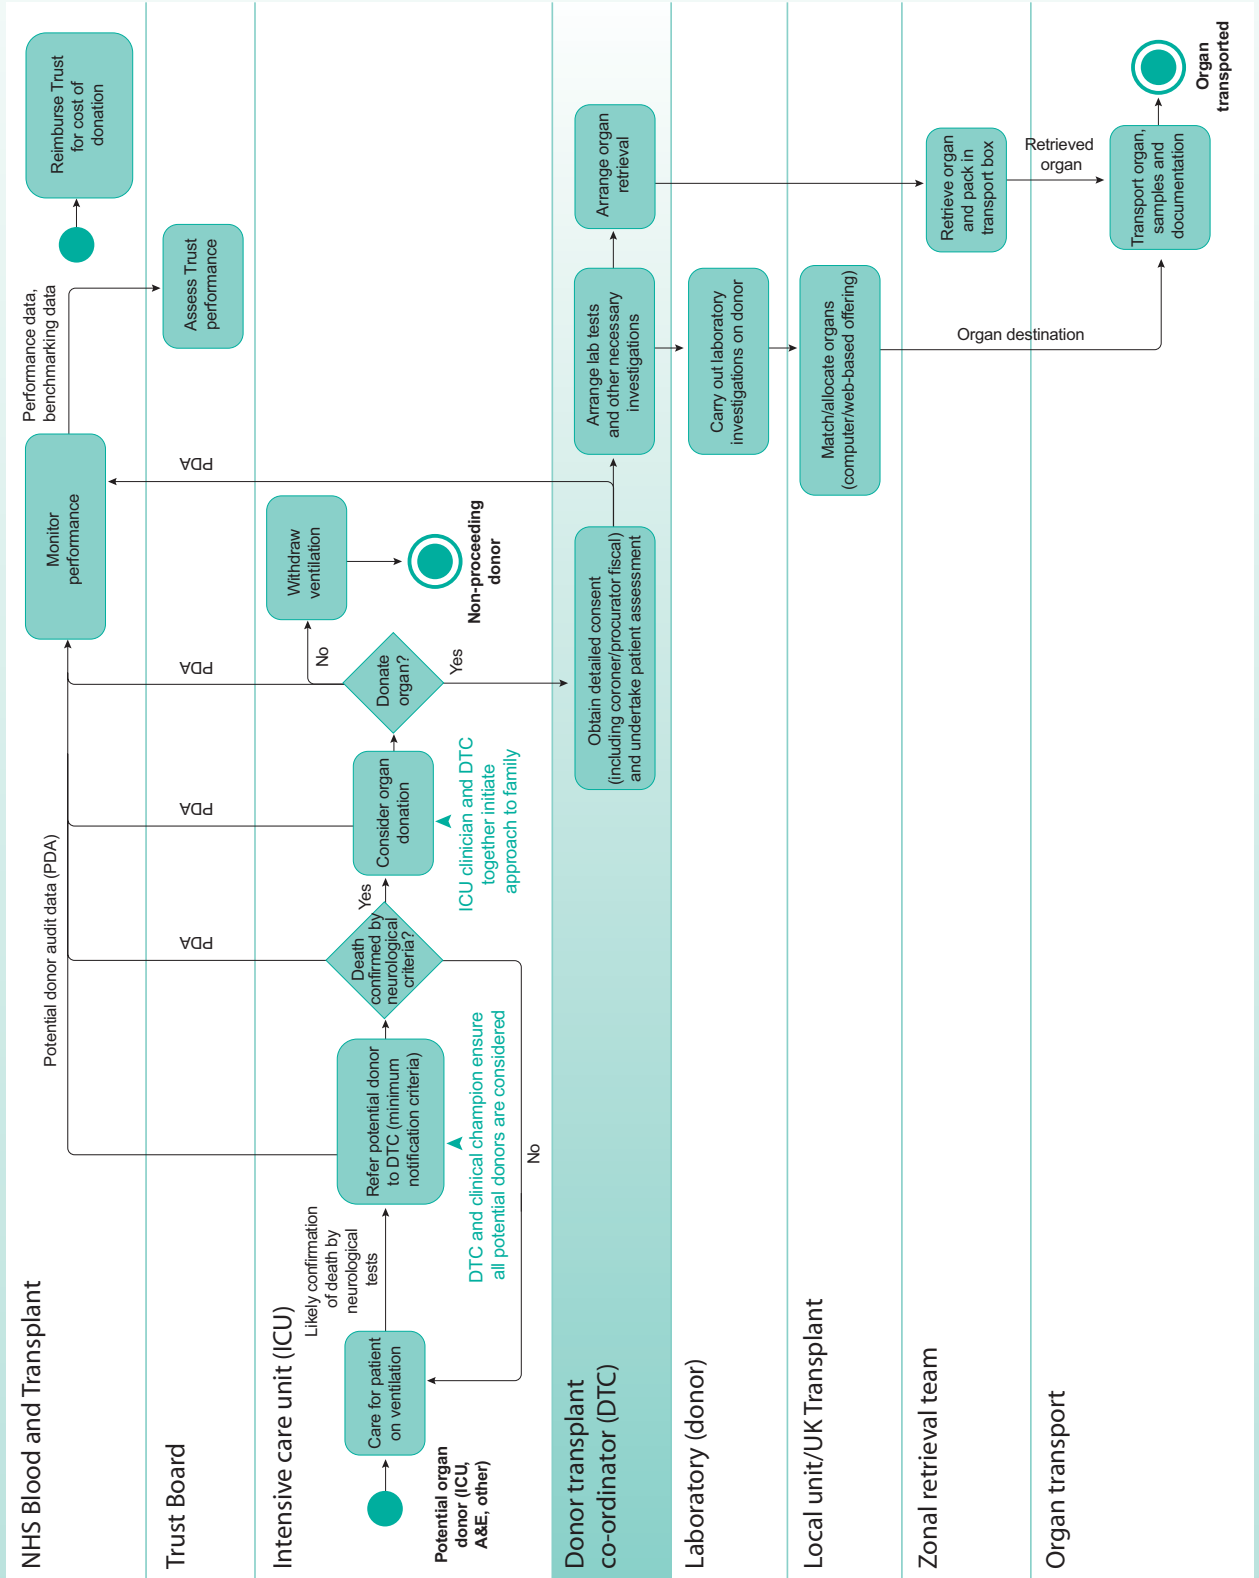 NHS Blood and Transplant
Potential donor audit data (PDA)
Monitor
performance
Performance data,
benchmarking data
Reimburse Trust
for cost of
donation
Trust Board
PDA
PDA
PDA
PDA
Assess Trust
performance
Intensive care unit (ICU)
Potential organ
donor (ICU,
A&E, other)
Care for patient
on ventilation
Likely confirmation
of death by
neurological
tests
Refer potential donor
to DTC (minimum
notification criteria)
DTC and clinical champion ensure
all potential donors are considered
Death
confirmed by
neurological
criteria?
Yes
No
Consider organ
donation
ICU clinician and DTC
together initiate
approach to family
Donate
organ?
No
Yes
Withdraw
ventilation
Non-proceeding
donor
Donor transplant
co-ordinator (DTC)
Obtain detailed consent
(including coroner/procurator fiscal)
and undertake patient assessment
Arrange lab tests
and other necessary
investigations
Arrange organ
retrieval
Laboratory (donor)
Carry out laboratory
investigations on donor
Local unit/UK Transplant
Match/allocate organs
(computer/web-based offering)
Zonal retrieval team
Organ destination
Retrieve organ
and pack in
transport box
Retrieved
organ
Organ transport
Transport organ,
samples and
documentation
Organ
transported